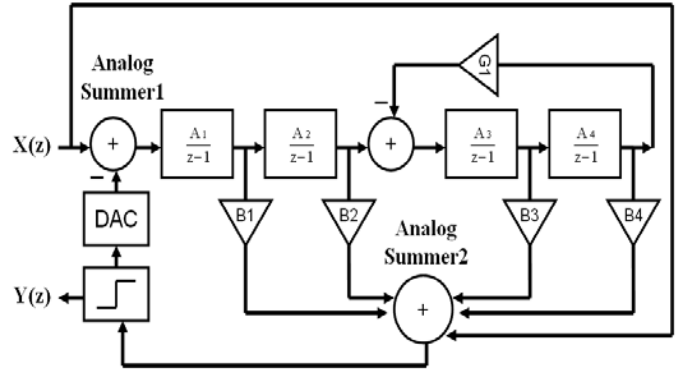 Analog
Summer1
G1
X(z)
+
A1
z−1
A2
z−1
−
+
A3
z−1
A4
z−1
−
DAC
B1
B2
B3
B4
Analog
Summer2
Y(z)
+